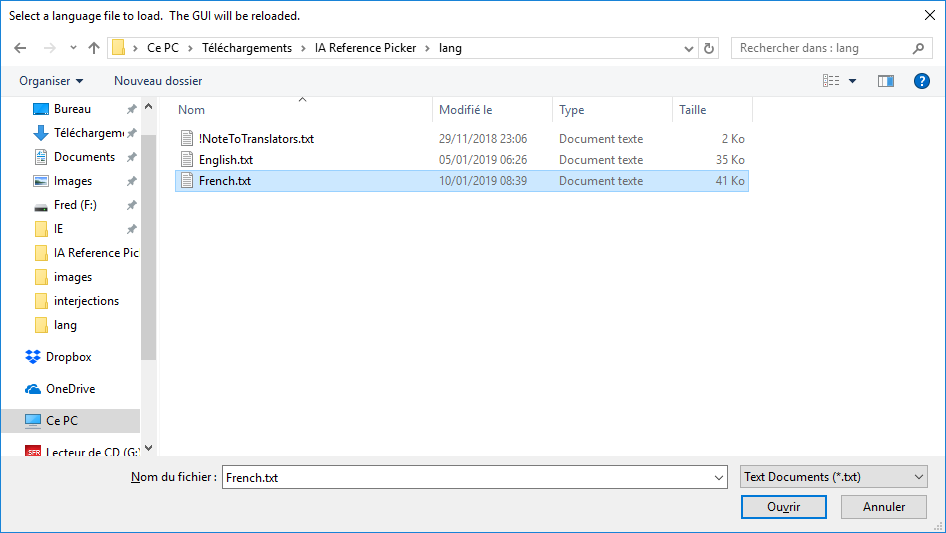 Select a language file to load.  The GUI will be reloaded.
Ce PC > Téléchargements > IA Reference Picker > lang
Rechercher dans : lang
Organiser
Nouveau dossier
Nom
Modifié le
Type
Taille
Bureau
Téléchargeme
Documents
Images
Fred (F:)
IE
IA Reference Pic
images
interjections
lang
Dropbox
OneDrive
Ce PC
Lecteur de CD (G:)
!NoteToTranslators.txt 29/11/2018 23:06 Document texte 2 Ko
English.txt 05/01/2019 06:26 Document texte 35 Ko
French.txt 10/01/2019 08:39 Document texte 41 Ko
Nom du fichier : French.txt
Text Documents (*.txt)
Ouvrir
Annuler